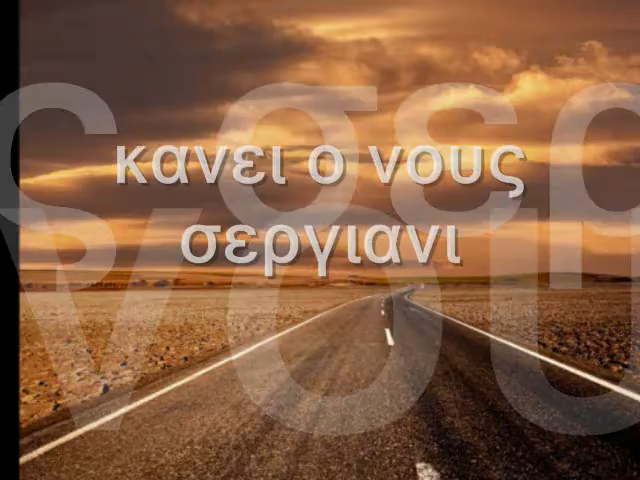 κανει ο νους
σεργιανι